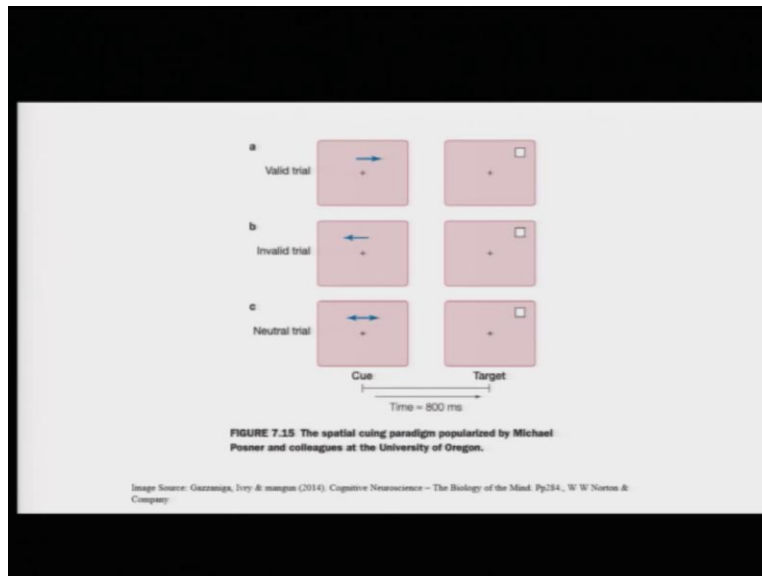 a
Valid trial
b
Invalid trial
c
Neutral trial
Cue
Target
Time = 800 ms
FIGURE 7.15 The spatial cuing paradigm popularized by Michael
Posner and colleagues at the University of Oregon.
Image Source: Gazzaniga, Ivry & mangun (2014). Cognitive Neuroscience – The Biology of the Mind. Pp284., W W Norton &
Company